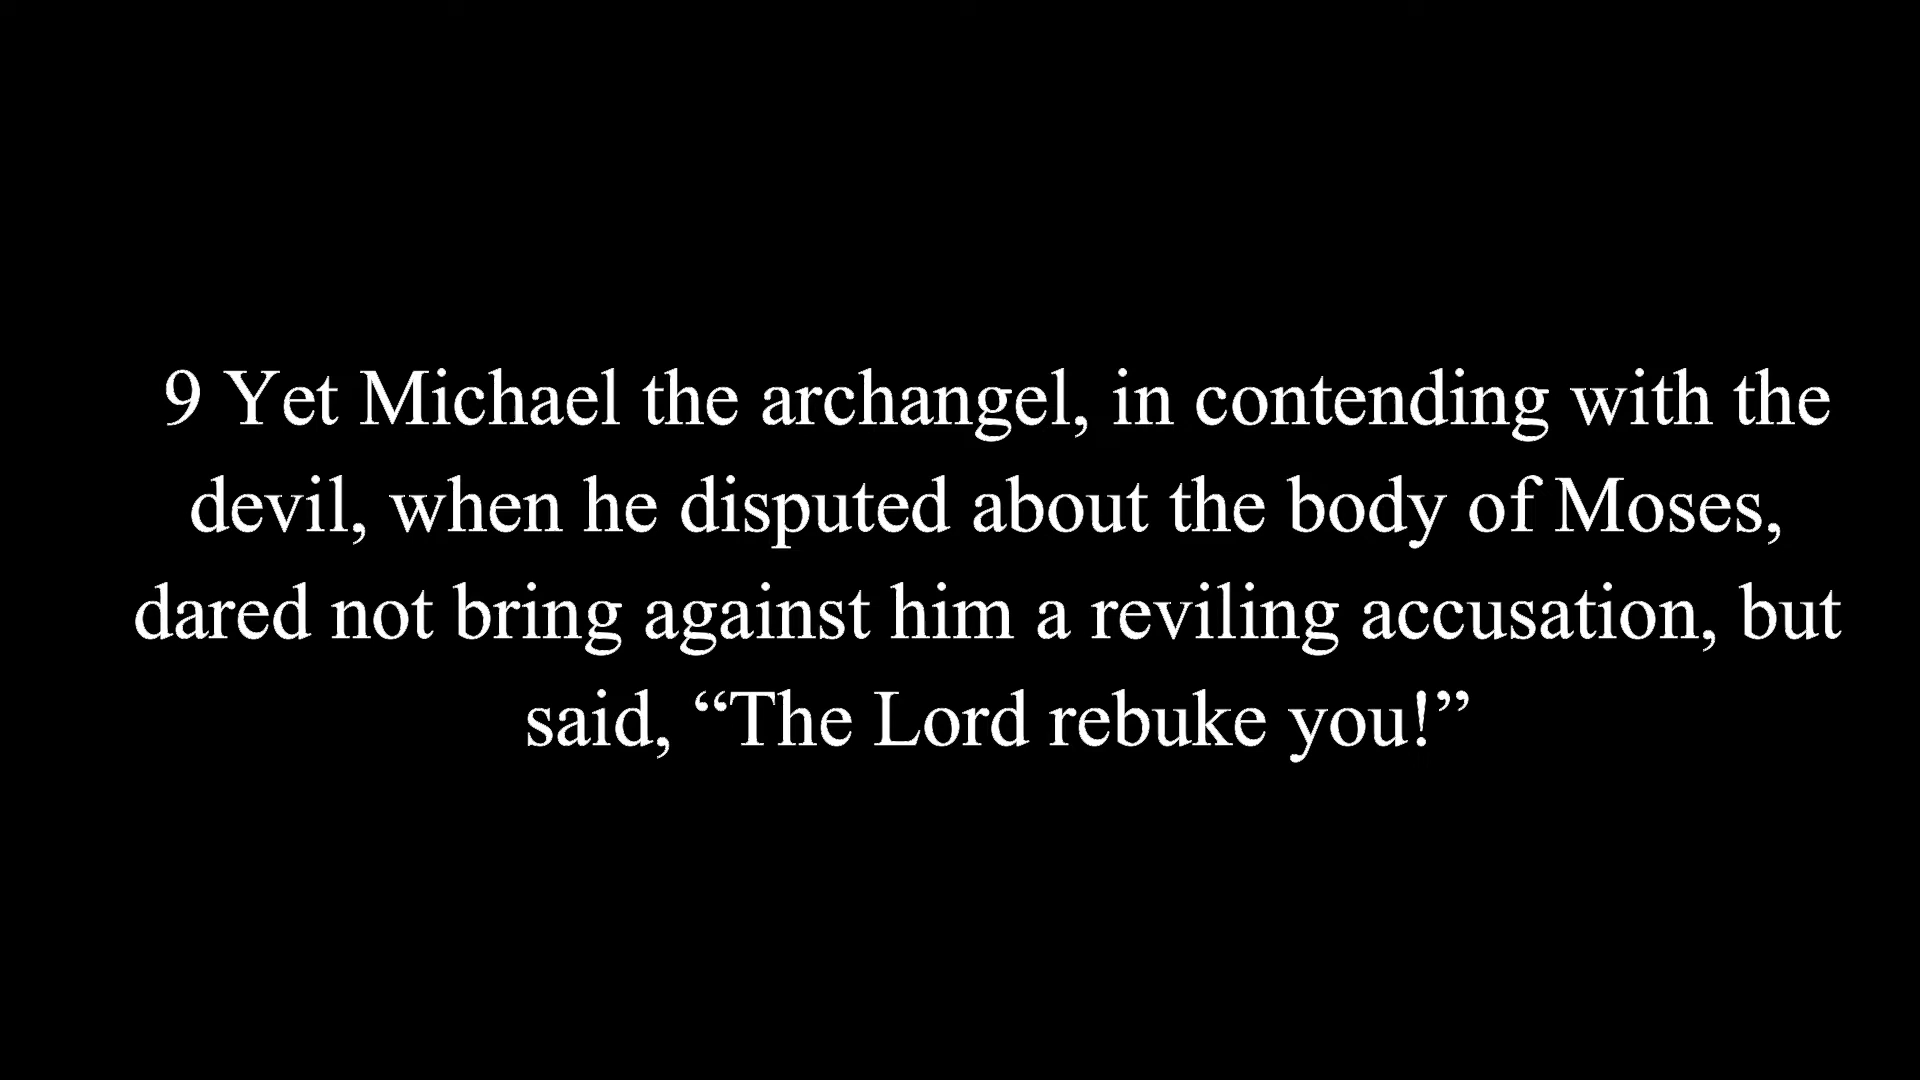 9 Yet Michael the archangel, in contending with the
devil, when he disputed about the body of Moses,
dared not bring against him a reviling accusation, but
said, “The Lord rebuke you!”